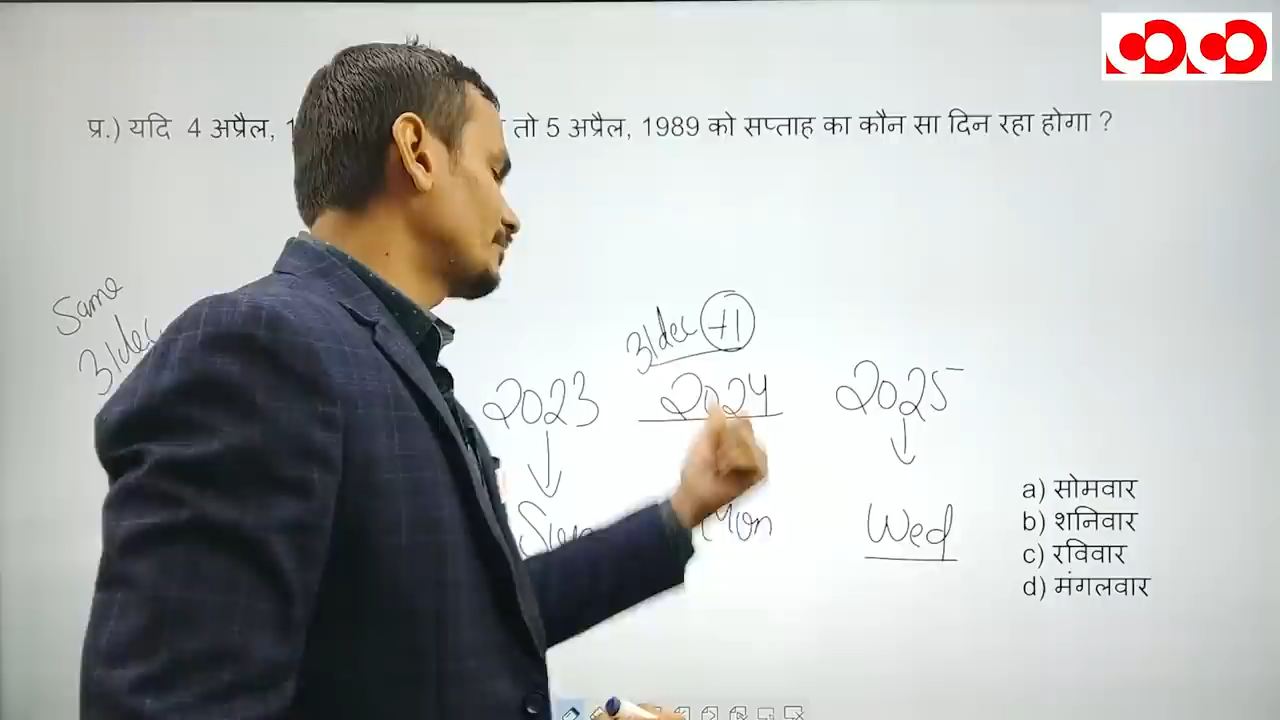 प्र.) यदि 4 अप्रैल, तो 5 अप्रैल, 1989 को सप्ताह का कौन सा दिन रहा होगा ?
Same
31dec
31dec +1
2023 2024 2025
Mon Wed
a) सोमवार
b) शनिवार
c) रविवार
d) मंगलवार